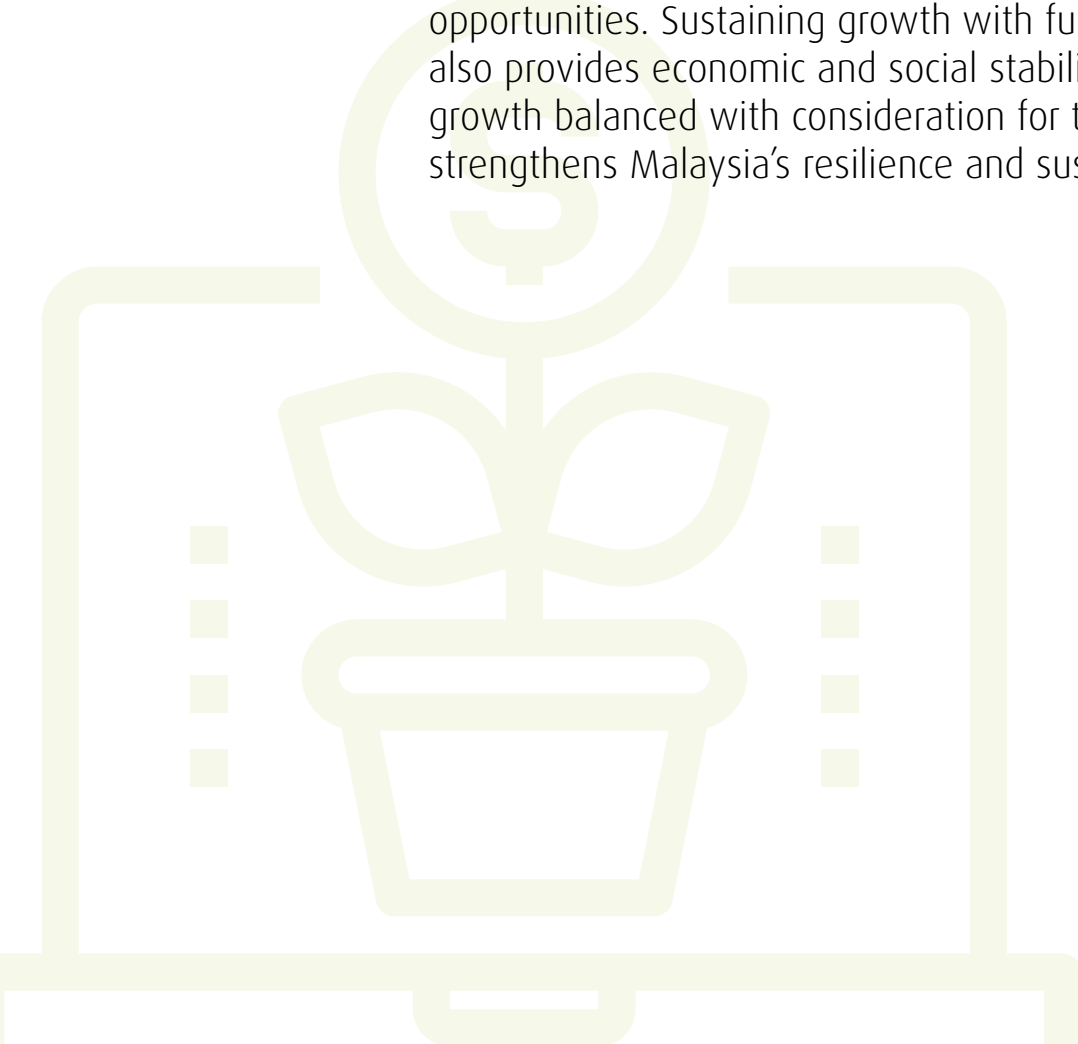 opportunities. Sustaining growth with fu
also provides economic and social stabili
growth balanced with consideration for t
strengthens Malaysia’s resilience and sus
$